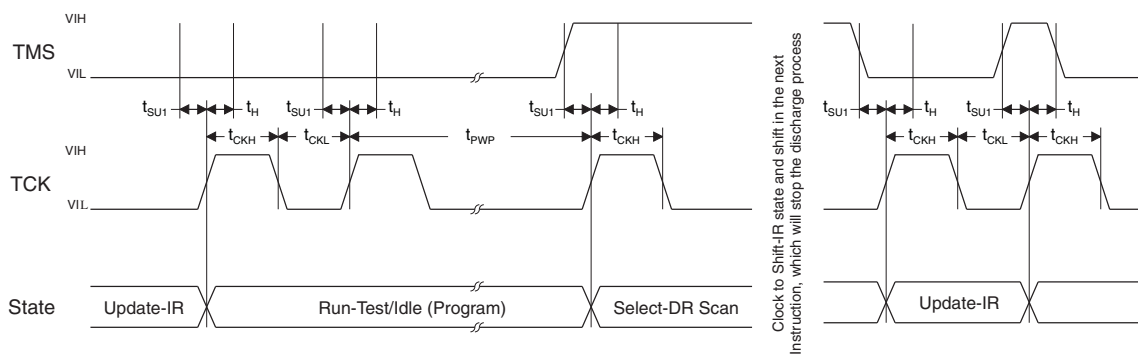 VIH
TMS
VIL
tSU1 tH tSU1 tH tSU1 tH tSU1 tH tSU1 tH
tCKH tCKL tPWP tCKH tCKH tCKL tCKH
VIH
TCK
VIL
State
Update-IR
Run-Test/Idle (Program)
Select-DR Scan
Clock to Shift-IR state and shift in the next
Instruction, which will stop the discharge process
Update-IR